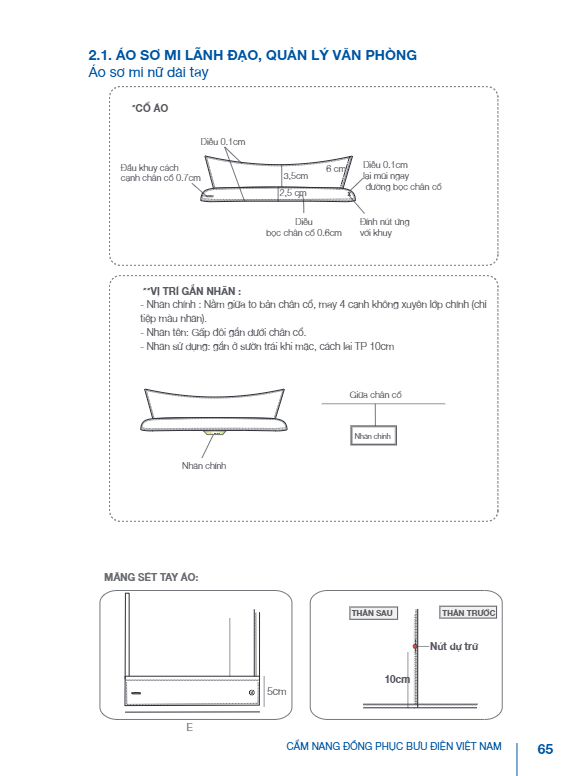 2.1. ÁO SƠ MI LÃNH ĐẠO, QUẢN LÝ VĂN PHÒNG
Áo sơ mi nữ dài tay
*CỔ ÁO
Diễu 0.1cm
Đầu khuy cách
cạnh chân cổ 0.7cm
3,5cm
6 cm
Diễu 0.1cm
lại mũi ngay
đường bọc chân cổ
2,5 cm
Diễu
bọc chân cổ 0.6cm
Đính nút ứng
với khuy
**VỊ TRÍ GẮN NHÃN :
- Nhãn chính : Nằm giữa to bản chân cổ, may 4 cạnh không xuyên lớp chính (chỉ
tiệp màu nhãn).
- Nhãn tên: Gấp đôi gắn dưới chân cổ.
- Nhãn sử dụng: gắn ở sườn trái khi mặc, cách lai TP 10cm
Giữa chân cổ
Nhãn chính
Nhãn chính
MĂNG SÉT TAY ÁO:
5cm
E
THÂN SAU
THÂN TRƯỚC
Nút dự trữ
10cm
CẨM NANG ĐỒNG PHỤC BƯU ĐIỆN VIỆT NAM
65